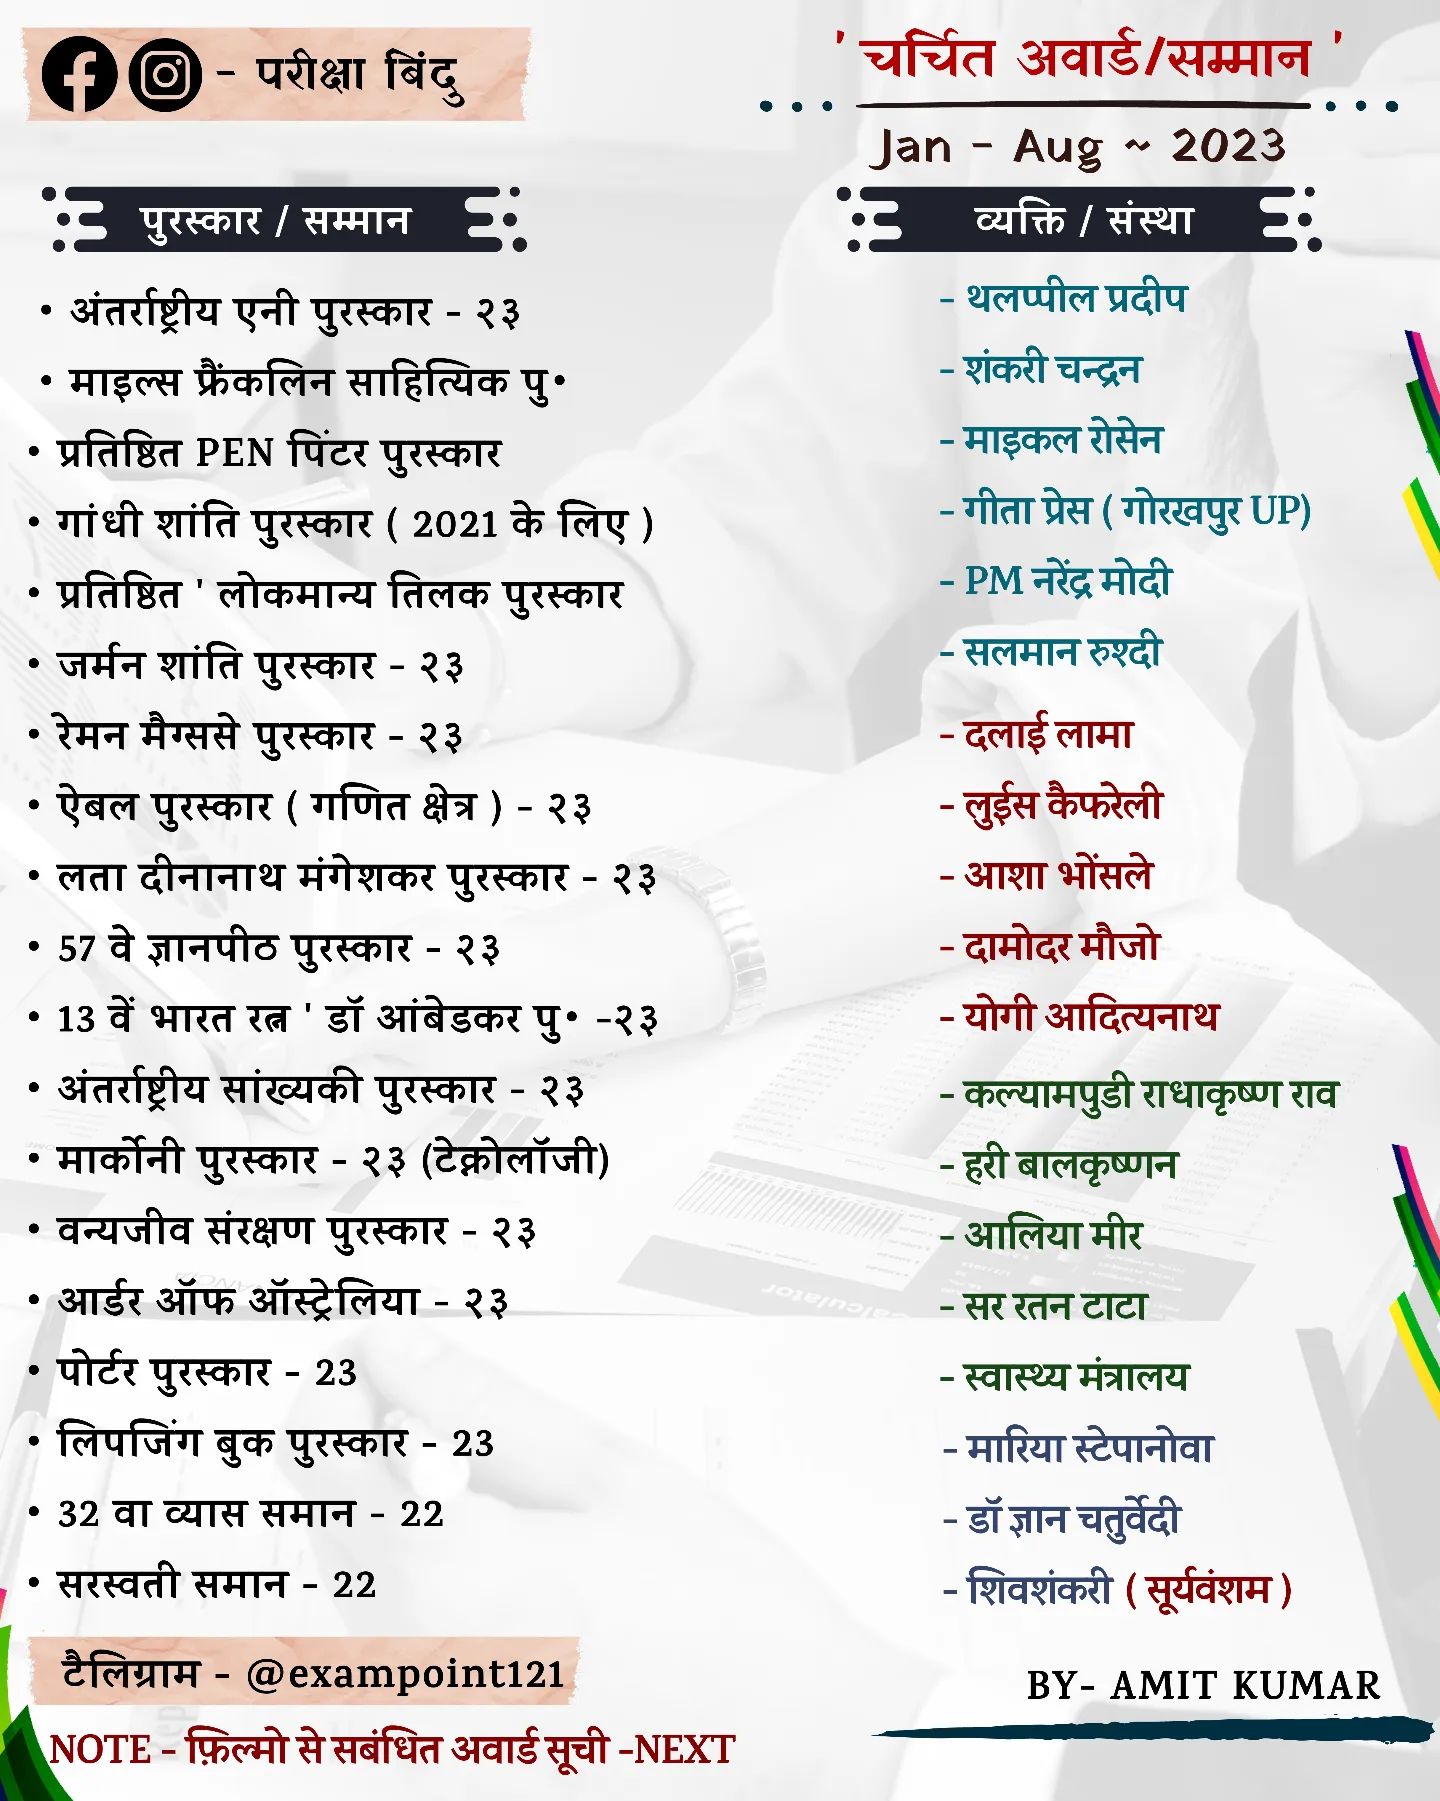 - परीक्षा बिंदु
' चर्चित अवार्ड/सम्मान '
Jan - Aug ~ 2023
पुरस्कार / सम्मान
व्यक्ति / संस्था
• अंतर्राष्ट्रीय एनी पुरस्कार - २३ - थलप्पील प्रदीप
• माइल्स फ्रैंकलिन साहित्यिक पु• - शंकरी चन्द्रन
• प्रतिष्ठित PEN पिंटर पुरस्कार - माइकल रोसेन
• गांधी शांति पुरस्कार ( 2021 के लिए ) - गीता प्रेस ( गोरखपुर UP)
• प्रतिष्ठित ' लोकमान्य तिलक पुरस्कार - PM नरेंद्र मोदी
• जर्मन शांति पुरस्कार - २३ - सलमान रुश्दी
• रेमन मैग्ससे पुरस्कार - २३ - दलाई लामा
• ऐबल पुरस्कार ( गणित क्षेत्र ) - २३ - लुईस कैफरेली
• लता दीनानाथ मंगेशकर पुरस्कार - २३ - आशा भोंसले
• 57 वे ज्ञानपीठ पुरस्कार - २३ - दामोदर मौजो
• 13 वें भारत रत्न ' डॉ आंबेडकर पु• -२३ - योगी आदित्यनाथ
• अंतर्राष्ट्रीय सांख्यकी पुरस्कार - २३ - कल्यामपुडी राधाकृष्ण राव
• मार्कोनी पुरस्कार - २३ (टेक्नोलॉजी) - हरी बालकृष्णन
• वन्यजीव संरक्षण पुरस्कार - २३ - आलिया मीर
• आर्डर ऑफ ऑस्ट्रेलिया - २३ - सर रतन टाटा
• पोर्टर पुरस्कार - 23 - स्वास्थ्य मंत्रालय
• लिपजिंग बुक पुरस्कार - 23 - मारिया स्टेपानोवा
• 32 वा व्यास समान - 22 - डॉ ज्ञान चतुर्वेदी
• सरस्वती समान - 22 - शिवशंकरी ( सूर्यवंशम )
टैलिग्राम - @exampoint121
BY- AMIT KUMAR
NOTE - फ़िल्मो से सबंधित अवार्ड सूची -NEXT